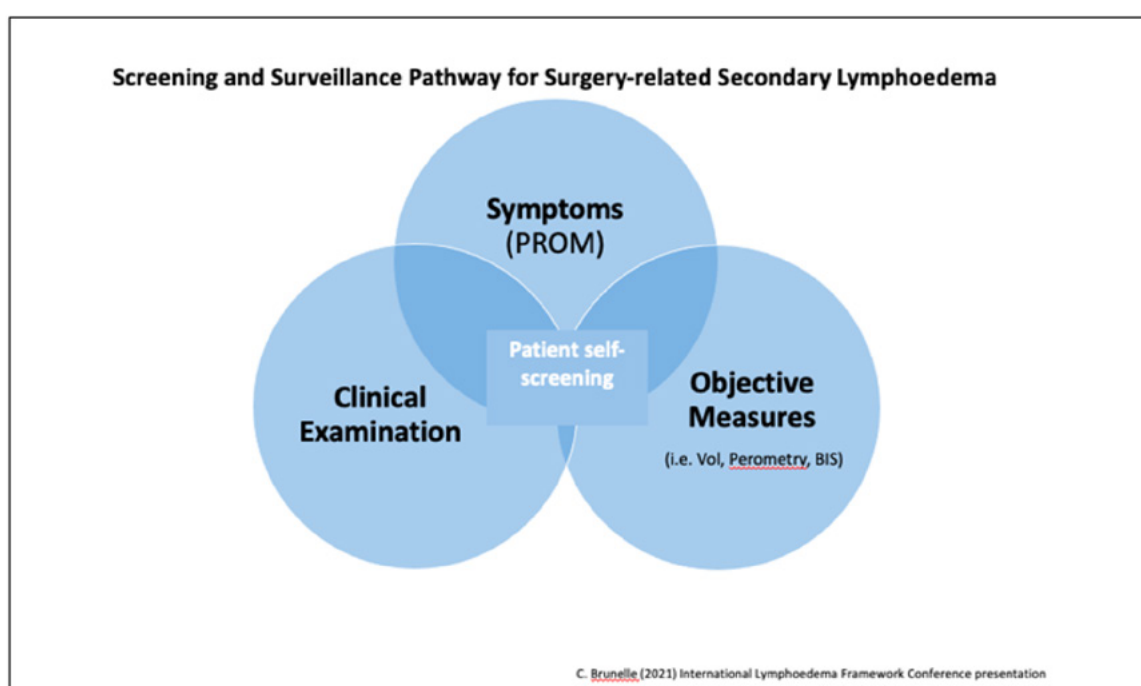 Screening and Surveillance Pathway for Surgery-related Secondary Lymphoedema
Symptoms
(PROM)
Patient self-
screening
Clinical
Examination
Objective
Measures
(i.e. Vol, Perometry, BIS)
C. Brunelle (2021) International Lymphoedema Framework Conference presentation